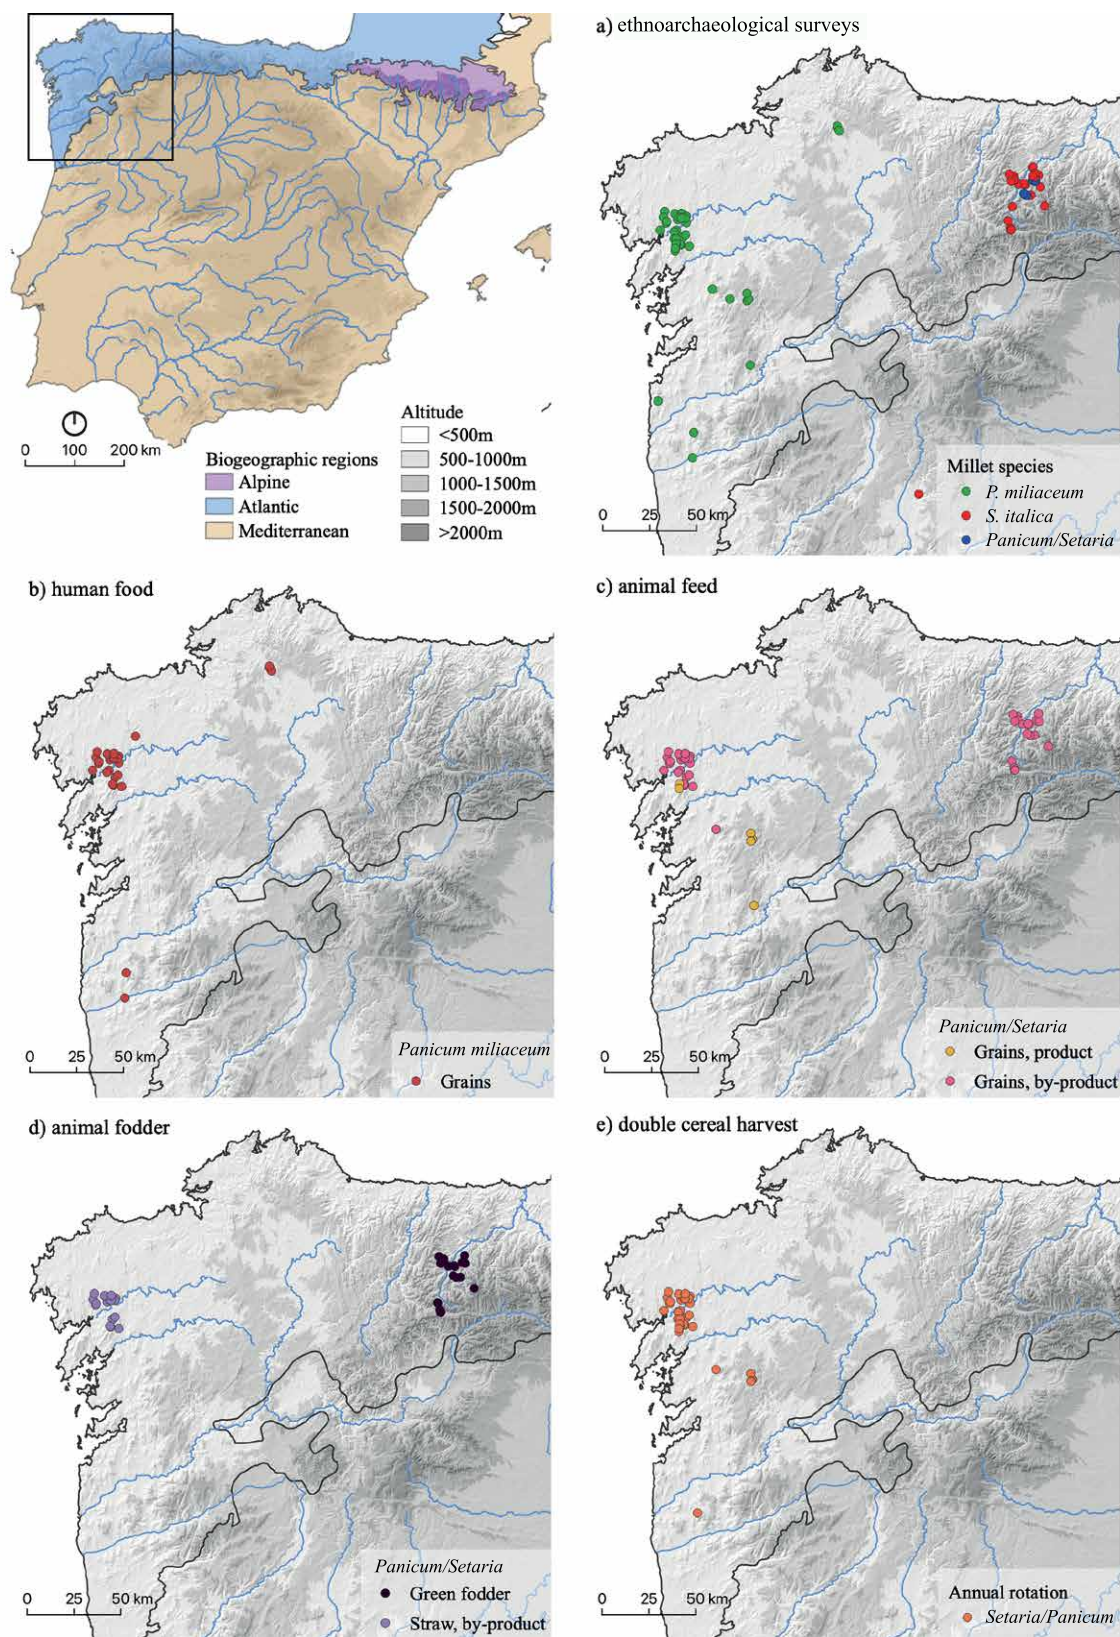 a) ethnoarchaeological surveys
0 100 200 km
Biogeographic regions
Alpine
Atlantic
Mediterranean
Altitude
<500m
500-1000m
1000-1500m
1500-2000m
>2000m
0 25 50 km
Millet species
P. miliaceum
S. italica
Panicum/Setaria
b) human food
0 25 50 km
Panicum miliaceum
Grains
c) animal feed
0 25 50 km
Panicum/Setaria
Grains, product
Grains, by-product
d) animal fodder
0 25 50 km
Panicum/Setaria
Green fodder
Straw, by-product
e) double cereal harvest
0 25 50 km
Annual rotation
Setaria/Panicum